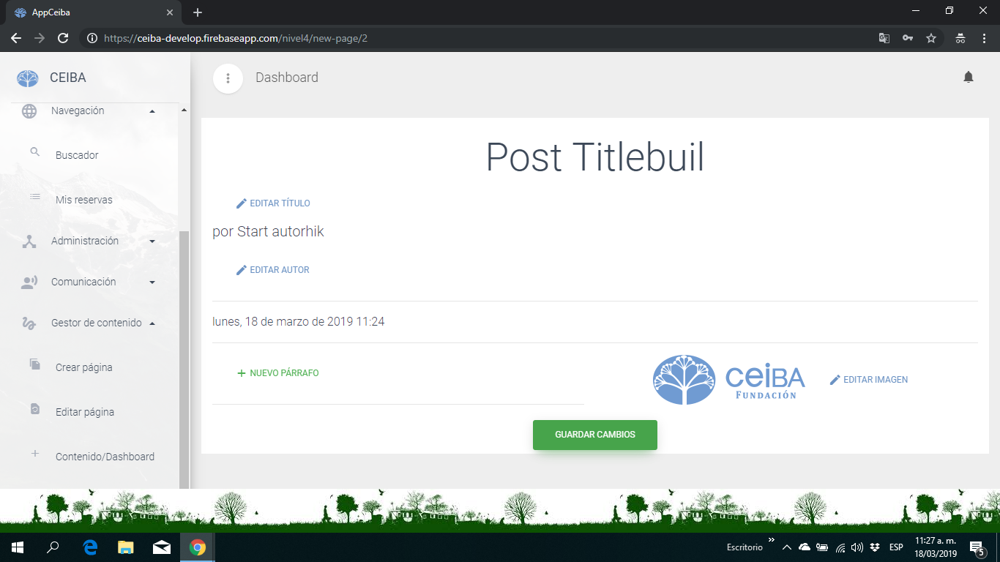 AppCeiba
https://ceiba-develop.firebaseapp.com/nivel4/new-page/2
CEIBA
Dashboard
Navegación
Buscador
Mis reservas
Administración
Comunicación
Gestor de contenido
Crear página
Editar página
Contenido/Dashboard
Post Titlebuil
EDITAR TÍTULO
por Start autorhik
EDITAR AUTOR
lunes, 18 de marzo de 2019 11:24
NUEVO PÁRRAFO
ceiBA
FUNDACIÓN
EDITAR IMAGEN
GUARDAR CAMBIOS
Escritorio
ESP
11:27 a. m.
18/03/2019
5